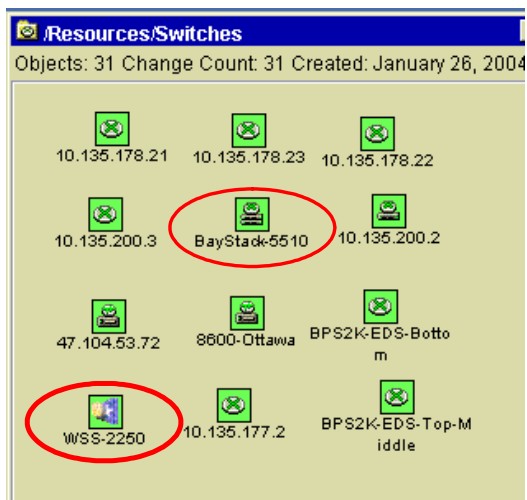 /Resources/Switches
Objects: 31 Change Count: 31 Created: January 26, 2004
10.135.178.21
10.135.178.23
10.135.178.22
10.135.200.3
BayStack-5510
10.135.200.2
47.104.53.72
8600-Ottawa
BPS2K-EDS-Botto
m
WSS-2250
10.135.177.2
BPS2K-EDS-Top-M
iddle